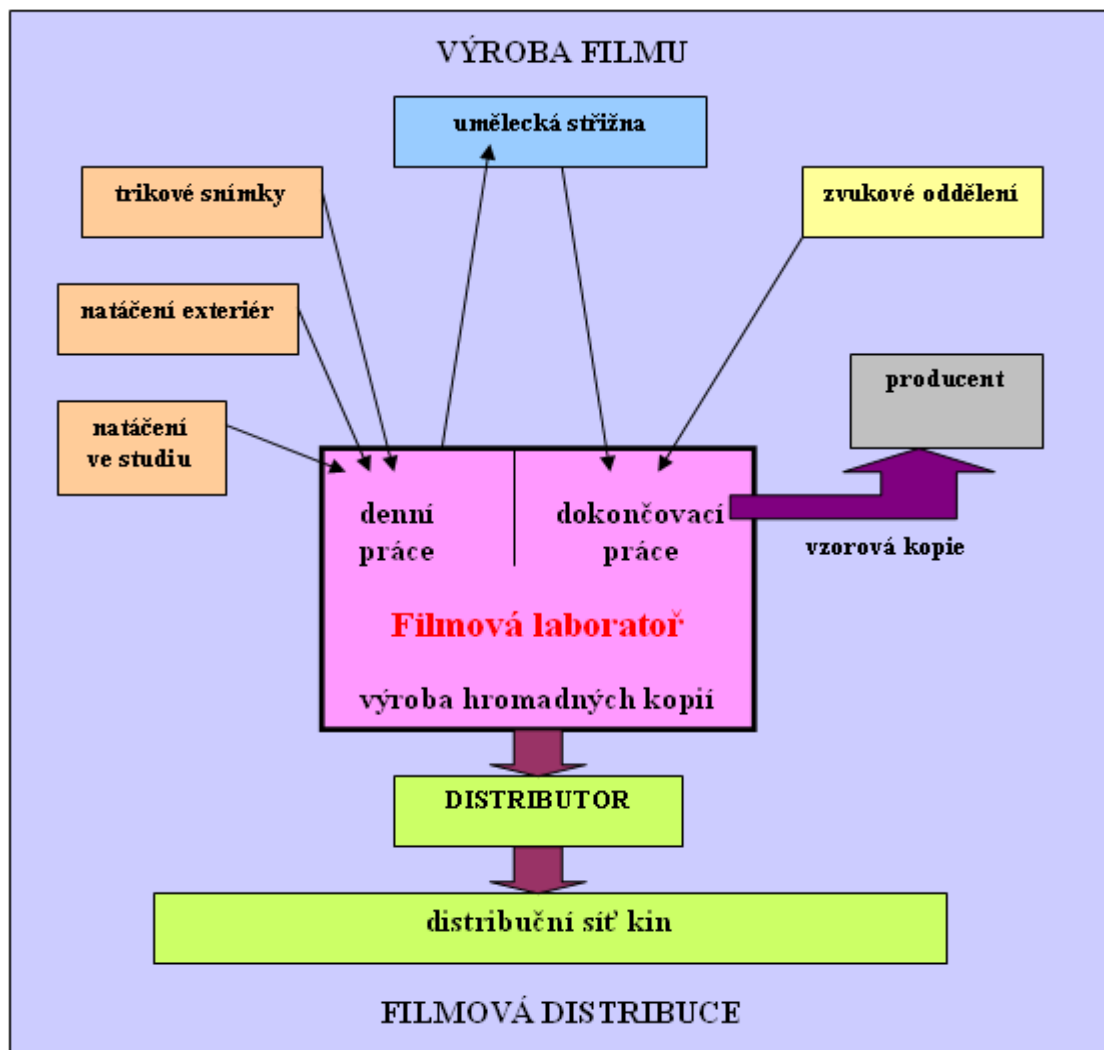 VÝROBA FILMU
umělecká střižna
trikové snímky
zvukové oddělení
natáčení exteriér
producent
natáčení
ve studiu
denní
práce
dokončovací
práce
vzorová kopie
Filmová laboratoř
výroba hromadných kopií
DISTRIBUTOR
distribuční síť kin
FILMOVÁ DISTRIBUCE